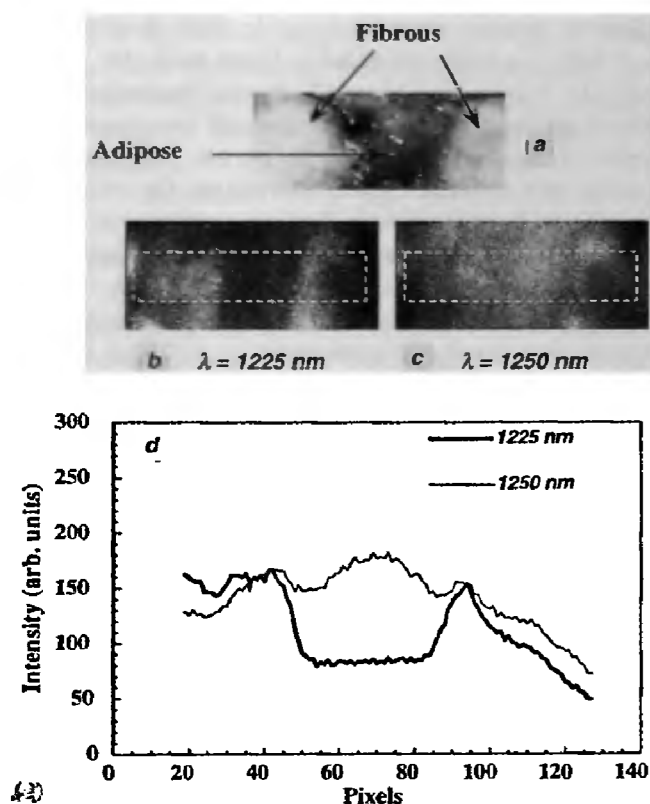 Fibrous
Adipose
a
b λ = 1225 nm
c λ = 1250 nm
d
1225 nm
1250 nm
300
250
200
150
100
50
0
Intensity (arb. units)
0 20 40 60 80 100 120 140
Pixels